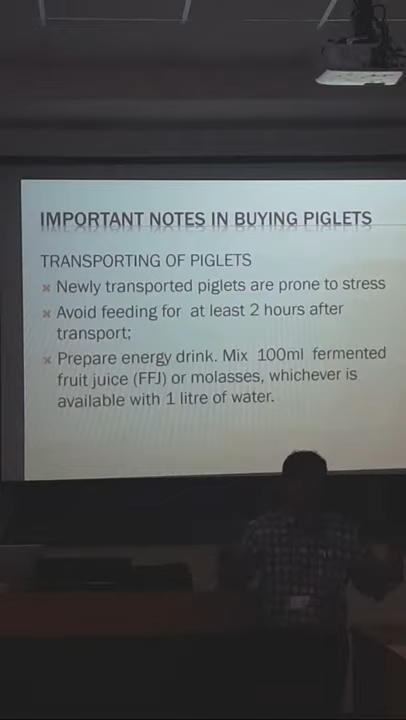 IMPORTANT NOTES IN BUYING PIGLETS
TRANSPORTING OF PIGLETS
Newly transported piglets are prone to stress
Avoid feeding for at least 2 hours after
transport;
Prepare energy drink. Mix 100ml fermented
fruit juice (FFJ) or molasses, whichever is
available with 1 litre of water.